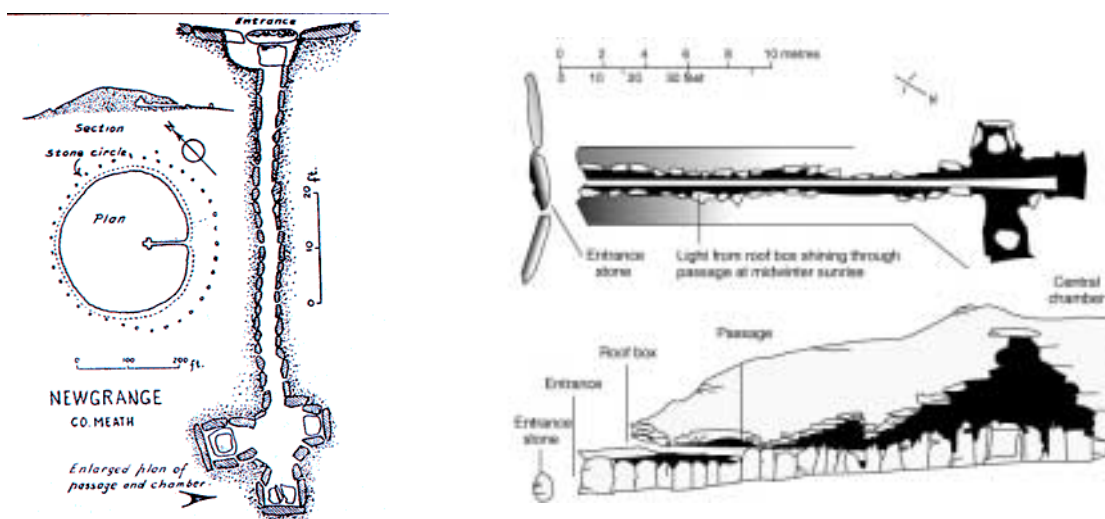 Entrance
Section
Stone circle
N
Plan
20 ft.
10
0
0 100 200 ft.
NEWGRANGE
CO. MEATH
Enlarged plan of
passage and chamber
0 2 4 6 8 10 metres
10 20 30 feet
N
Entrance
stone
Light from roof box shining through
passage at midwinter sunrise
Central
chamber
Passage
Roof box
Entrance
Entrance
stone